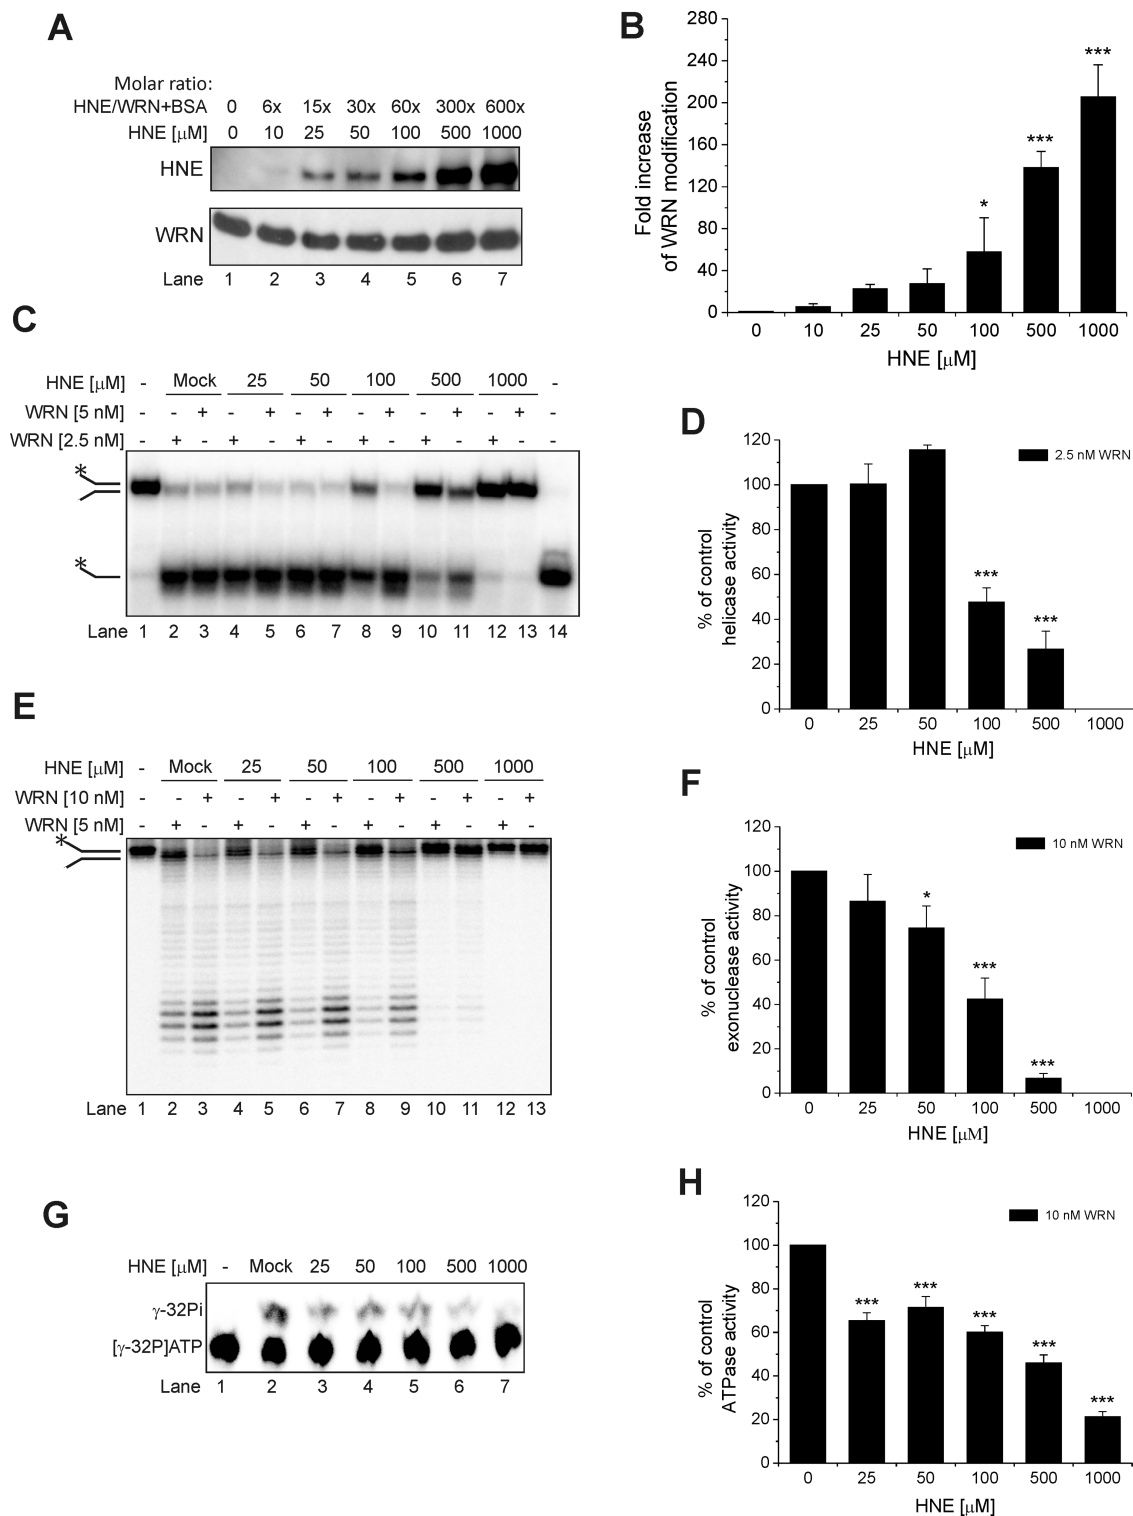 A
Molar ratio:
HNE/WRN+BSA 0 6x 15x 30x 60x 300x 600x
HNE [µM] 0 10 25 50 100 500 1000
HNE
WRN
Lane 1 2 3 4 5 6 7
B
Fold increase
of WRN modification
280
240
200
160
120
80
40
0
* *** ***
0 10 25 50 100 500 1000
HNE [µM]
C
HNE [µM] - Mock 25 50 100 500 1000 -
WRN [5 nM] - - + - + - + - + - + - + -
WRN [2.5 nM] - + - + - + - + - + - + - -
*
*
Lane 1 2 3 4 5 6 7 8 9 10 11 12 13 14
D
% of control
helicase activity
120
100
80
60
40
20
0
2.5 nM WRN
*** ***
0 25 50 100 500 1000
HNE [µM]
E
HNE [µM] - Mock 25 50 100 500 1000
WRN [10 nM] - - + - + - + - + - + - +
WRN [5 nM] - + - + - + - + - + - + -
*
Lane 1 2 3 4 5 6 7 8 9 10 11 12 13
F
% of control
exonuclease activity
120
100
80
60
40
20
0
10 nM WRN
* *** ***
0 25 50 100 500 1000
HNE [µM]
G
HNE [µM] - Mock 25 50 100 500 1000
γ-32Pi
[γ-32P]ATP
Lane 1 2 3 4 5 6 7
H
% of control
ATPase activity
120
100
80
60
40
20
0
10 nM WRN
*** *** *** *** ***
0 25 50 100 500 1000
HNE [µM]